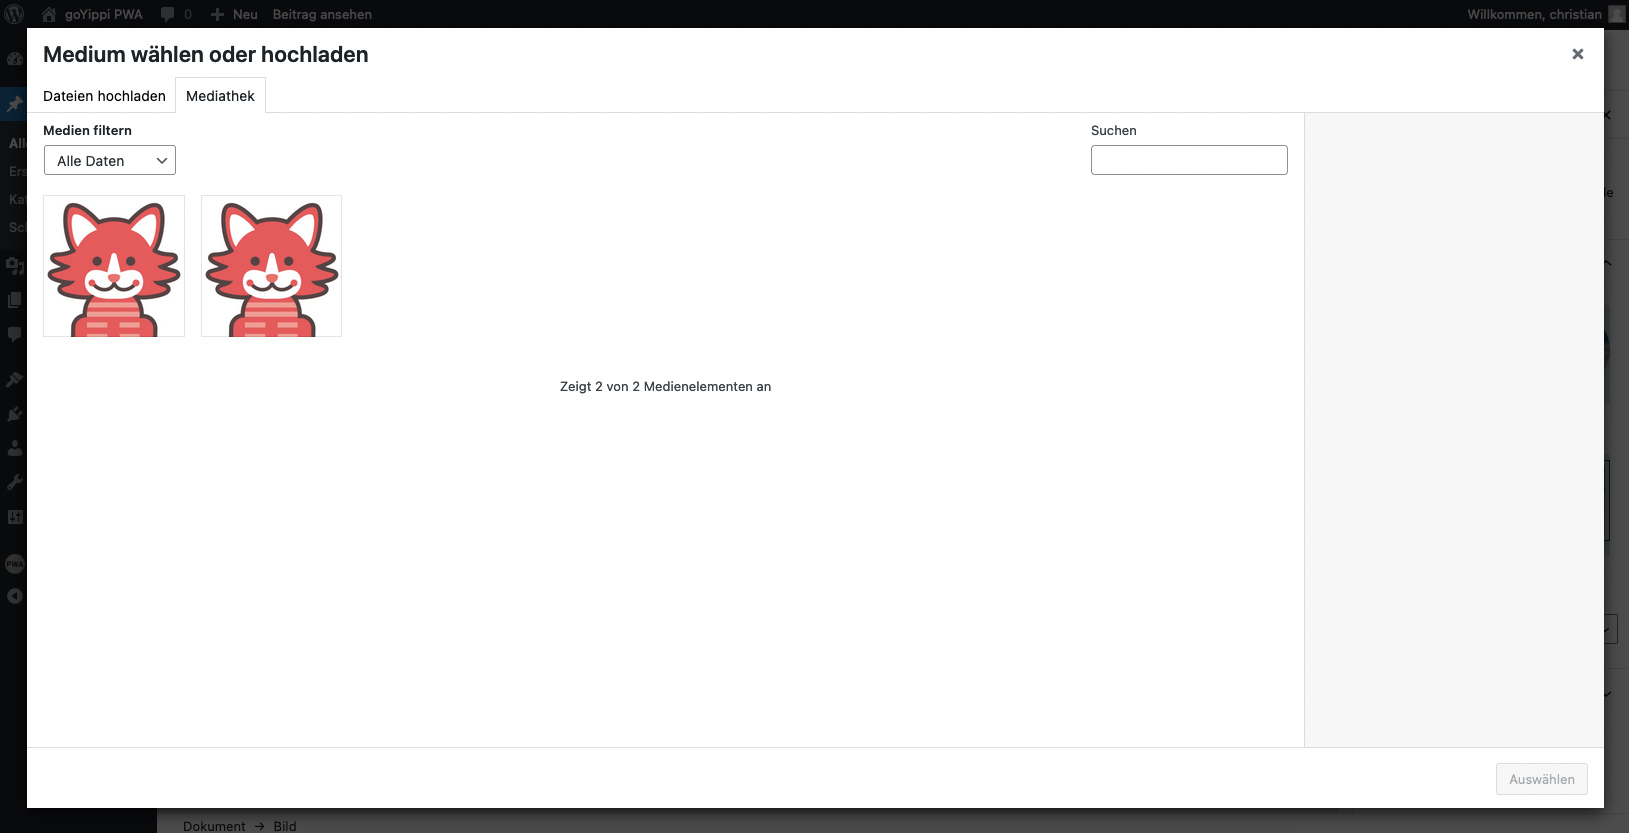 goYippi PWA 0 Neu Beitrag ansehen Willkommen, christian
Medium wählen oder hochladen
Dateien hochladen Mediathek
Medien filtern Suchen
Alle Daten
Zeigt 2 von 2 Medienelementen an
PWA
Auswählen
Dokument → Bild